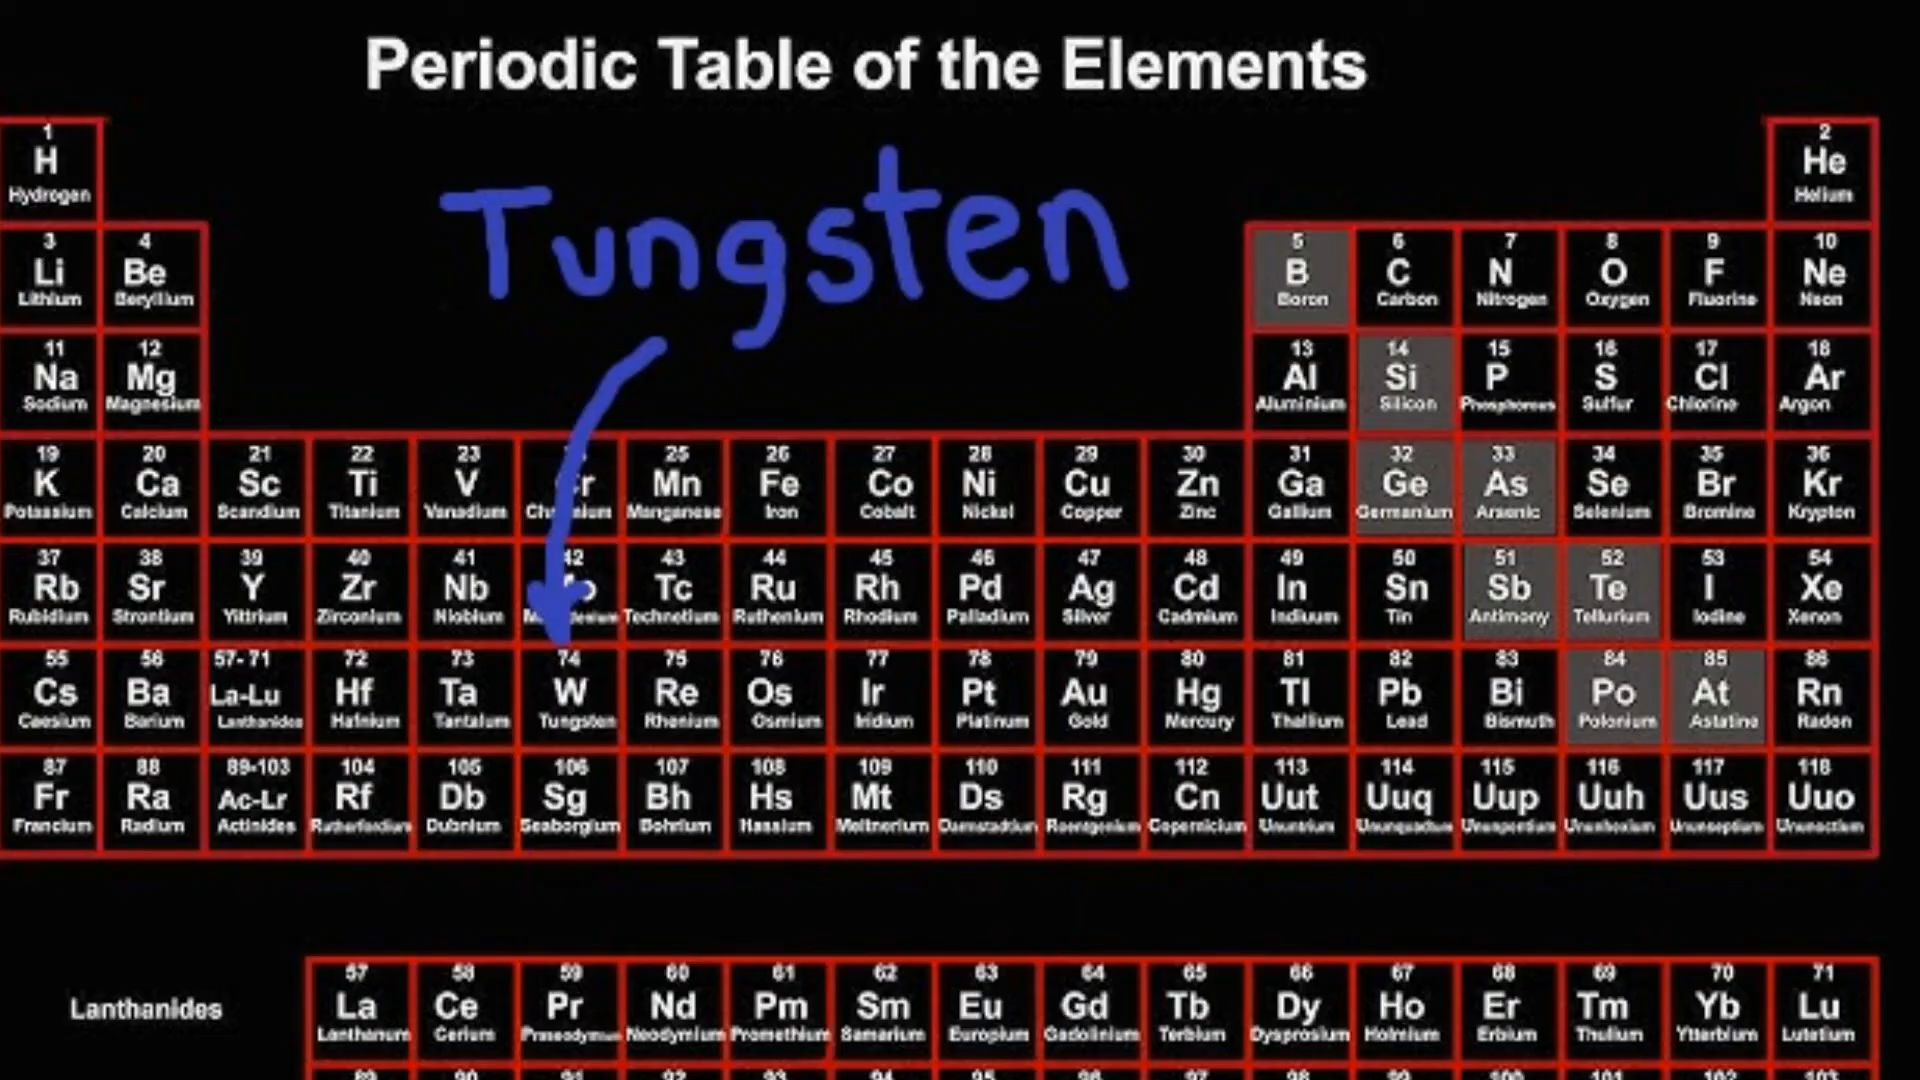 Periodic Table of the Elements
Tungsten
1 2
H He
Hydrogen Helium
3 4 5 6 7 8 9 10
Li Be B C N O F Ne
Lithium Beryllium Boron Carbon Nitrogen Oxygen Fluorine Neon
11 12 13 14 15 16 17 18
Na Mg Al Si P S Cl Ar
Sodium Magnesium Aluminium Silicon Phosphorous Sulfur Chlorine Argon
19 20 21 22 23 25 26 27 28 29 30 31 32 33 34 35 36
K Ca Sc Ti V Cr Mn Fe Co Ni Cu Zn Ga Ge As Se Br Kr
Potassium Calcium Scandium Titanium Vanadium Manganese Iron Cobalt Nickel Copper Zinc Gallium Germanium Arsenic Selenium Bromine Krypton
37 38 39 40 41 42 43 44 45 46 47 48 49 50 51 52 53 54
Rb Sr Y Zr Nb Tc Ru Rh Pd Ag Cd In Sn Sb Te I Xe
Rubidium Strontium Yittrium Zirconium Niobium Technetium Ruthenium Rhodium Palladium Silver Cadmium Indiuum Tin Antimony Tellurium Iodine Xenon
55 56 57-71 72 73 74 75 76 77 78 79 80 81 82 83 84 85 86
Cs Ba La-Lu Hf Ta W Re Os Ir Pt Au Hg Tl Pb Bi Po At Rn
Caesium Barium Lanthanides Hafnium Tantalum Tungsten Rhenium Osmium Iridium Platinum Gold Mercury Thallium Lead Bismuth Polonium Astatine Radon
87 88 89-103 104 105 106 107 108 109 110 111 112 113 114 115 116 117 118
Fr Ra Ac-Lr Rf Db Sg Bh Hs Mt Ds Rg Cn Uut Uuq Uup Uuh Uus Uuo
Francium Radium Actinides Rutherfordium Dubnium Seaborgium Bohrium Hassium Meitnerium Darmstadtium Roentgenium Copernicium Ununtrium Ununquadium Ununpentium Ununhexium Ununseptium Ununoctium
57 58 59 60 61 62 63 64 65 66 67 68 69 70 71
Lanthanides La Ce Pr Nd Pm Sm Eu Gd Tb Dy Ho Er Tm Yb Lu
Lanthanum Cerium Praseodymium Neodymium Promethium Samarium Europium Gadolinium Terbium Dysprosium Holmium Erbium Thulium Ytterbium Lutetium